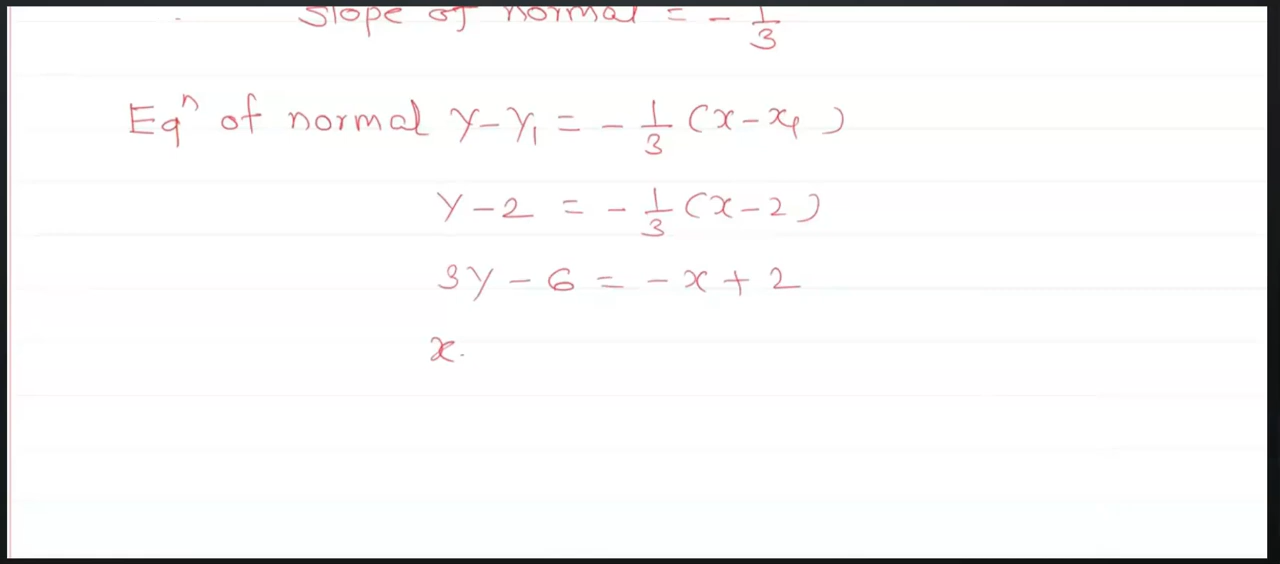 Slope of normal = - 1/3
Eqⁿ of normal y - y₁ = - 1/3 (x - x₁)
y - 2 = - 1/3 (x - 2)
3y - 6 = - x + 2
x